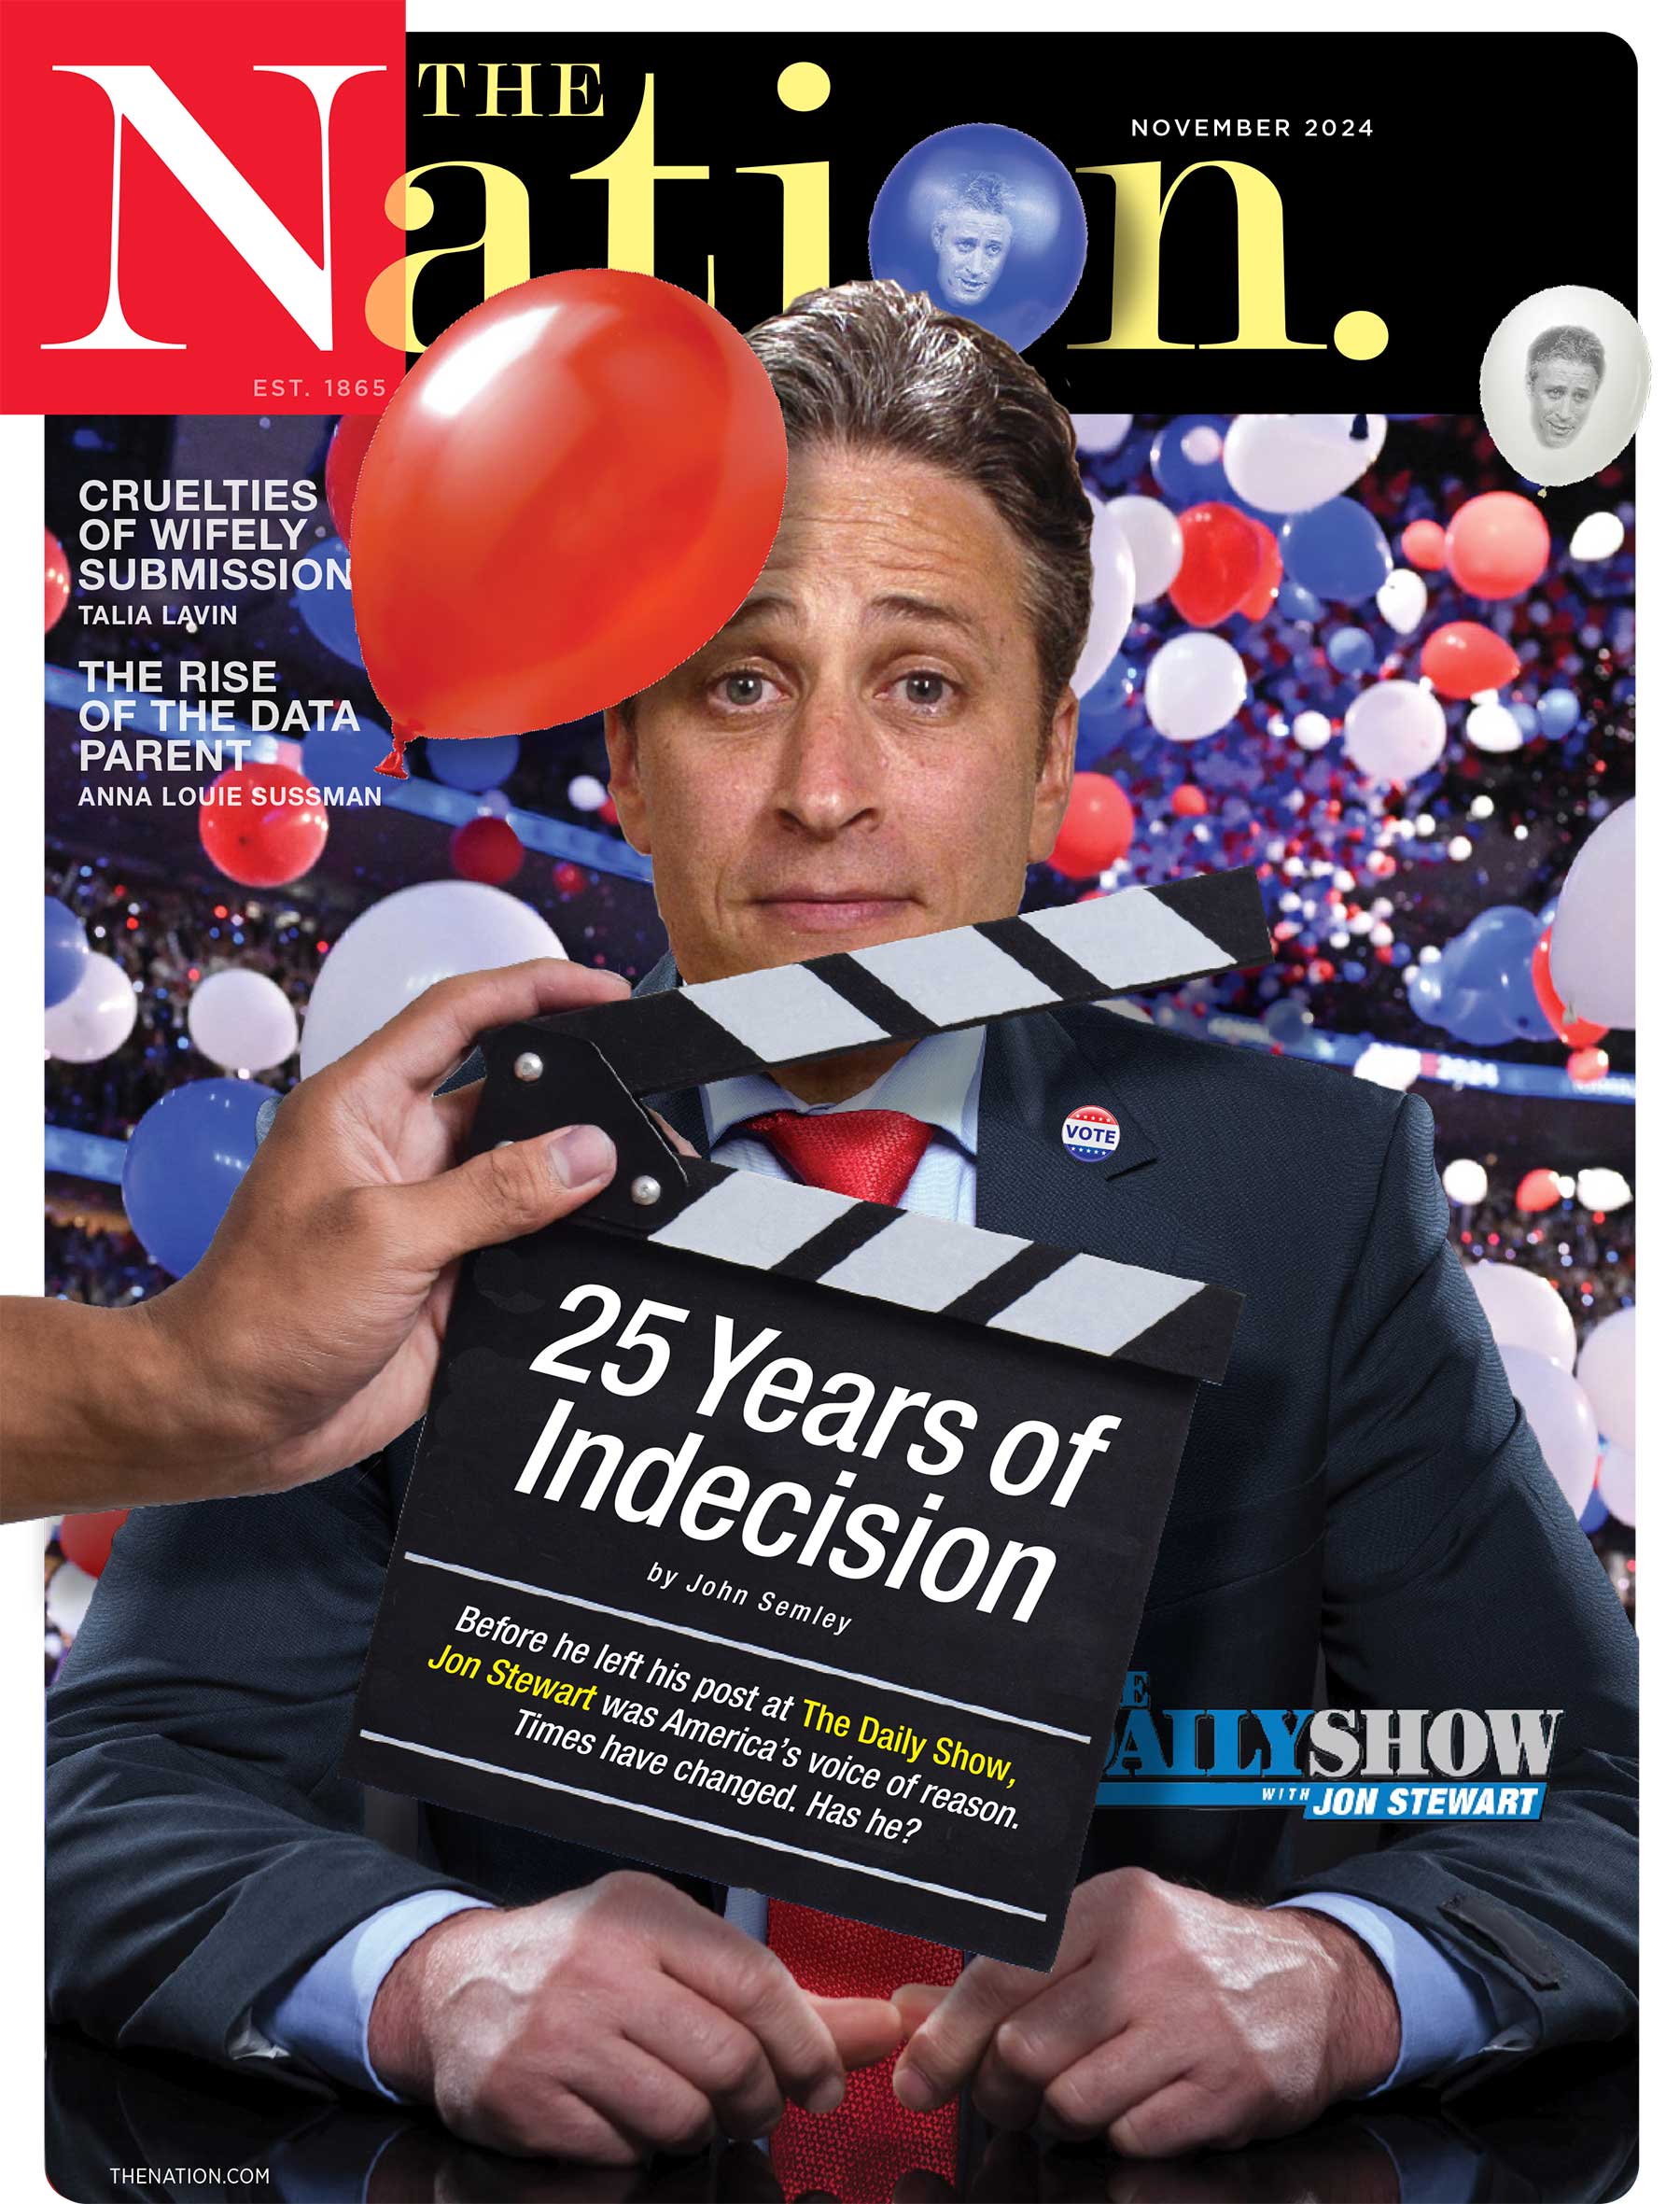 THE
Nation.
NOVEMBER 2024
EST. 1865
CRUELTIES
OF WIFELY
SUBMISSION
TALIA LAVIN
THE RISE
OF THE DATA
PARENT
ANNA LOUIE SUSSMAN
VOTE
25 Years of
Indecision
by John Semley
Before he left his post at The Daily Show,
Jon Stewart was America's voice of reason.
Times have changed. Has he?
E
AILYSHOW
WITH JON STEWART
THENATION.COM